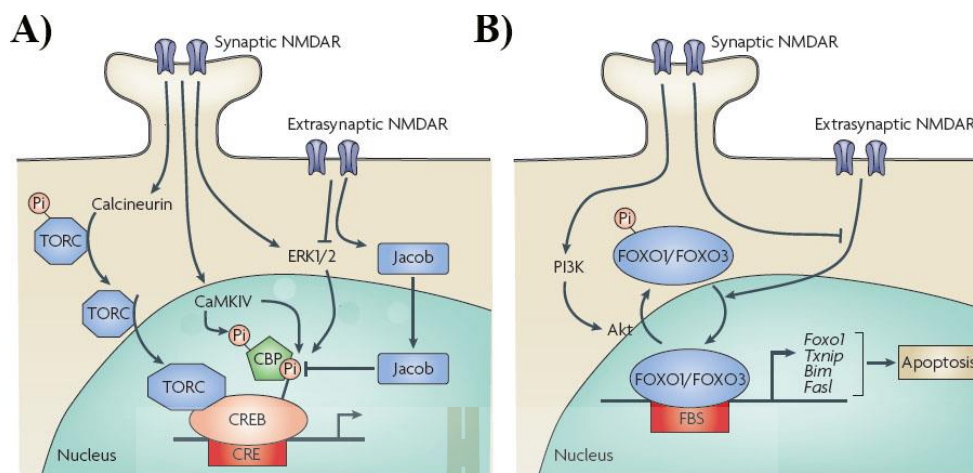 A)
Synaptic NMDAR
Extrasynaptic NMDAR
Pi
Calcineurin
TORC
ERK1/2
Jacob
TORC
CaMKIV
Pi
CBP
Pi
Jacob
TORC
CREB
CRE
Nucleus
B)
Synaptic NMDAR
Extrasynaptic NMDAR
Pi
FOXO1/FOXO3
PI3K
Akt
Foxo1
Txnip
Bim
Fasl
Apoptosis
FOXO1/FOXO3
FBS
Nucleus